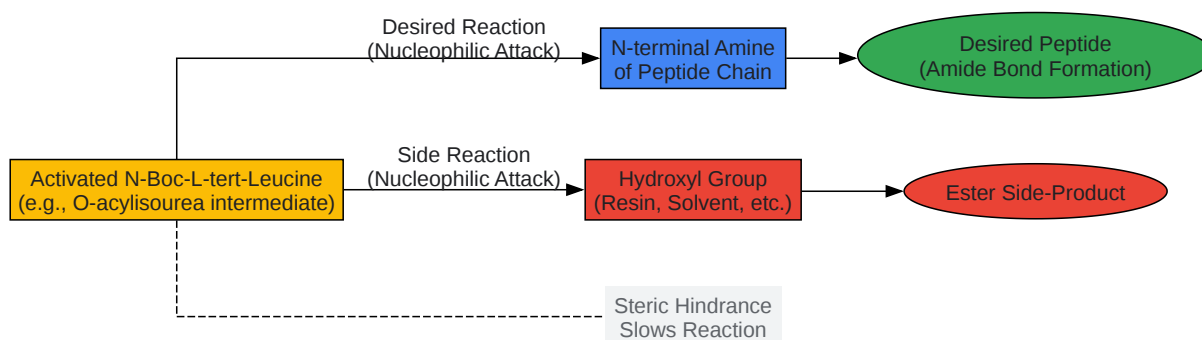 Desired Reaction
(Nucleophilic Attack)
N-terminal Amine
of Peptide Chain
Desired Peptide
(Amide Bond Formation)
Activated N-Boc-L-tert-Leucine
(e.g., O-acylisourea intermediate)
Side Reaction
(Nucleophilic Attack)
Hydroxyl Group
(Resin, Solvent, etc.)
Ester Side-Product
Steric Hindrance
Slows Reaction